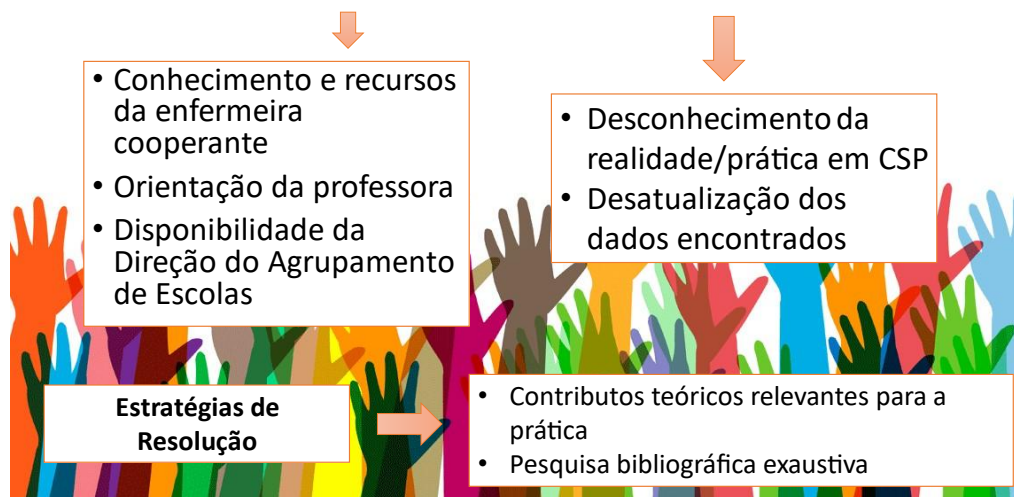 • Conhecimento e recursos
da enfermeira
cooperante
• Orientação da professora
• Disponibilidade da
Direção do Agrupamento
de Escolas
• Desconhecimento da
realidade/prática em CSP
• Desatualização dos
dados encontrados
Estratégias de
Resolução
• Contributos teóricos relevantes para a
prática
• Pesquisa bibliográfica exaustiva